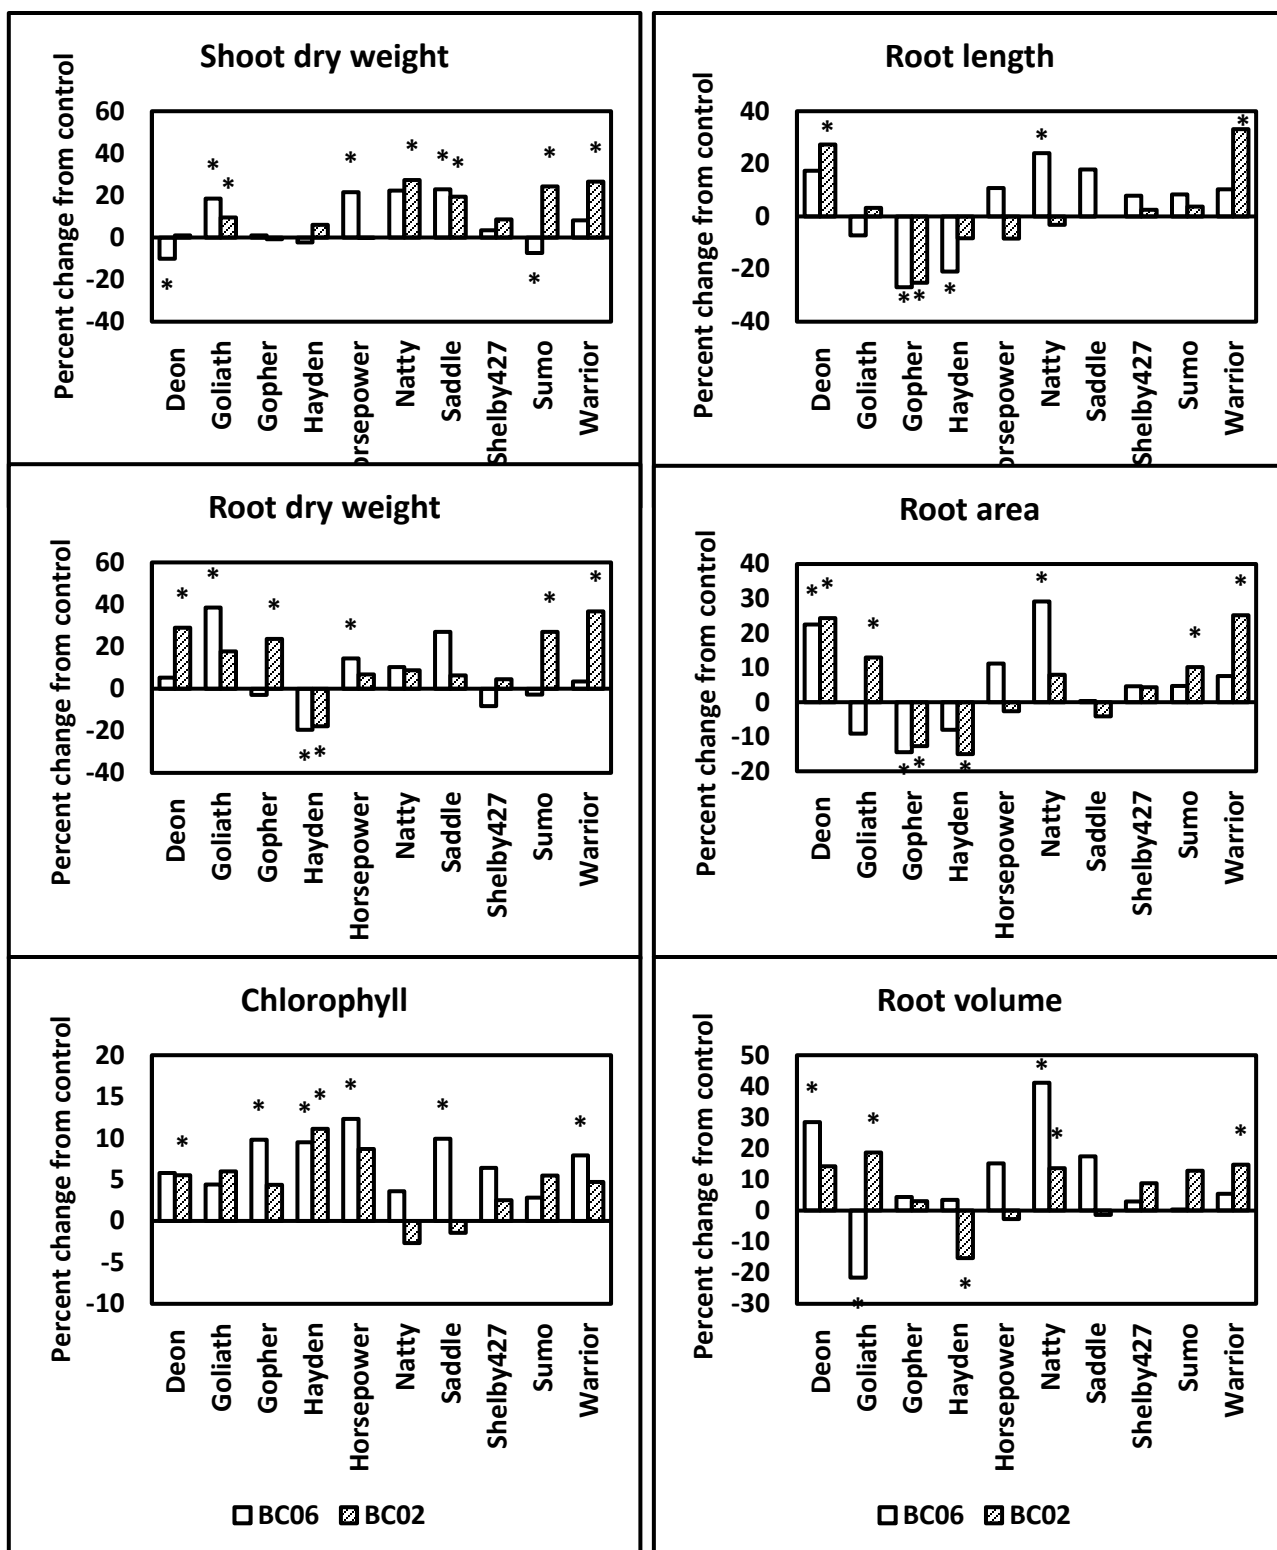 Shoot dry weight
Percent change from control
60
40
20
0
-20
-40
* * * * * * * * * *
Deon
Goliath
Gopher
Hayden
orsepower
Natty
Saddle
Shelby427
Sumo
Warrior
Root length
Percent change from control
40
20
0
-20
-40
* * * * * *
Deon
Goliath
Gopher
Hayden
orsepower
Natty
Saddle
Shelby427
Sumo
Warrior
Root dry weight
Percent change from control
60
40
20
0
-20
-40
* * * * * * * *
Deon
Goliath
Gopher
Hayden
Horsepower
Natty
Saddle
Shelby427
Sumo
Warrior
Root area
Percent change from control
40
30
20
10
0
-10
-20
* * * * * * * * *
Deon
Goliath
Gopher
Hayden
Horsepower
Natty
Saddle
Shelby427
Sumo
Warrior
Chlorophyll
Percent change from control
20
15
10
5
0
-5
-10
* * * * * * *
Deon
Goliath
Gopher
Hayden
Horsepower
Natty
Saddle
Shelby427
Sumo
Warrior
BC06 BC02
Root volume
Percent change from control
50
40
30
20
10
0
-10
-20
-30
* * * * * * *
Deon
Goliath
Gopher
Hayden
Horsepower
Natty
Saddle
Shelby427
Sumo
Warrior
BC06 BC02